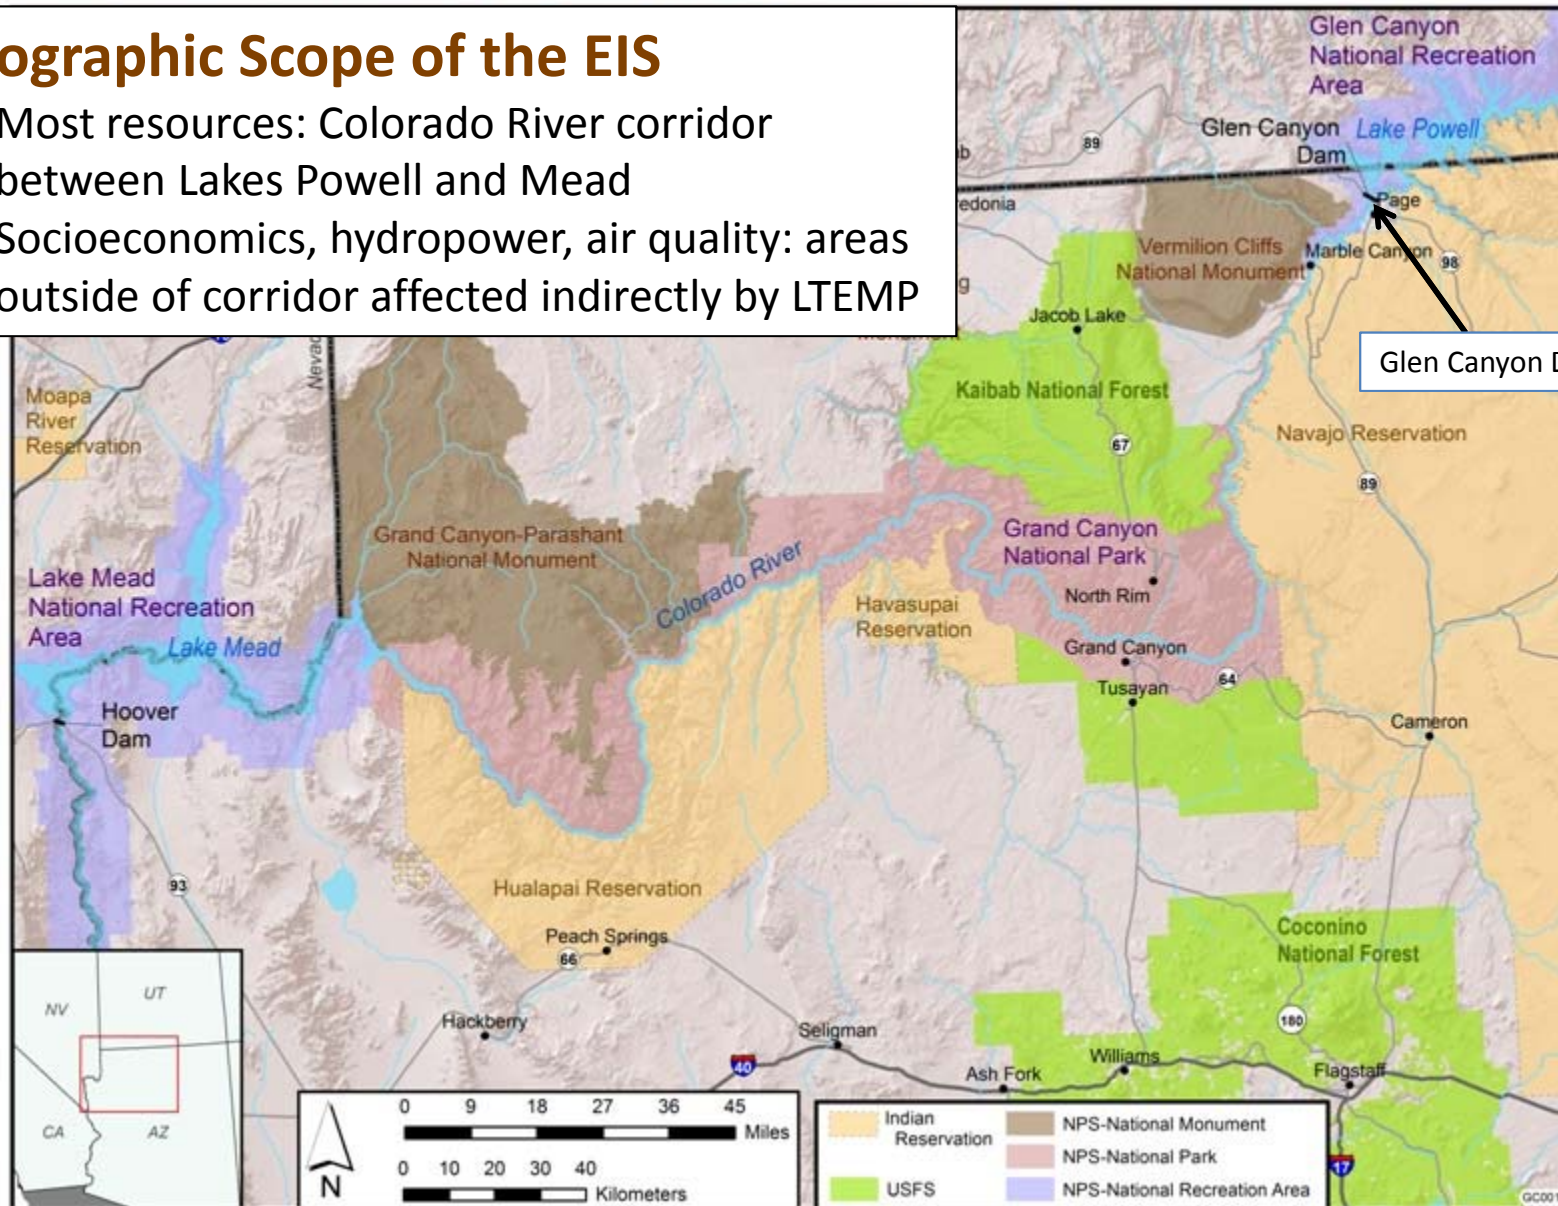 ographic Scope of the EIS
Most resources: Colorado River corridor
between Lakes Powell and Mead
Socioeconomics, hydropower, air quality: areas
outside of corridor affected indirectly by LTEMP
Glen Canyon
National Recreation
Area
Glen Canyon
Dam
Lake Powell
89
Page
edonia
Vermilion Cliffs
National Monument
Marble Canyon
98
Jacob Lake
Glen Canyon D
Kaibab National Forest
67
Navajo Reservation
89
Moapa
River
Reservation
Nevad
Grand Canyon-Parashant
National Monument
Colorado River
Grand Canyon
National Park
North Rim
Lake Mead
National Recreation
Area
Lake Mead
Havasupai
Reservation
Grand Canyon
Tusayan
64
Hoover
Dam
Cameron
93
Hualapai Reservation
Peach Springs
66
Coconino
National Forest
180
Hackberry
Seligman
40
Ash Fork
Williams
Flagstaff
17
NV
UT
CA
AZ
0 9 18 27 36 45
Miles
0 10 20 30 40
Kilometers
N
Indian
Reservation
USFS
NPS-National Monument
NPS-National Park
NPS-National Recreation Area
GC001